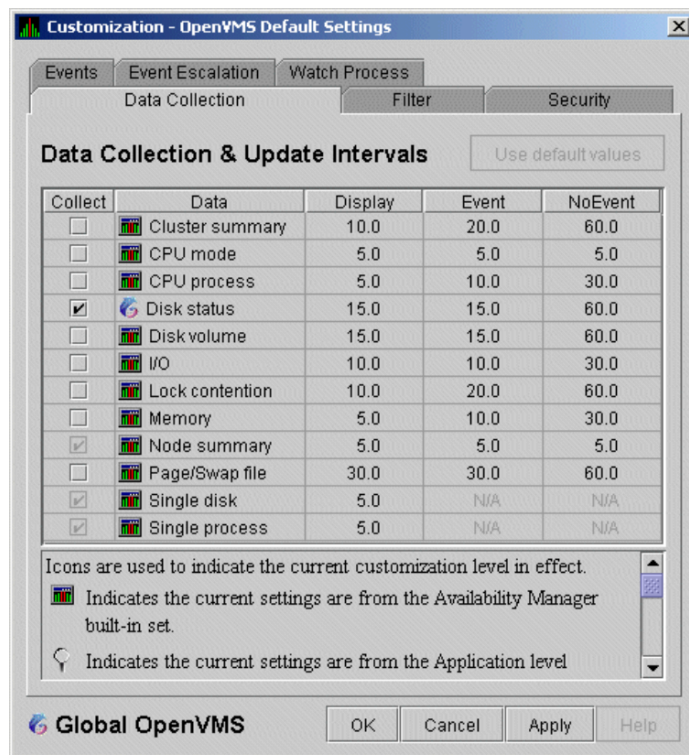 Customization - OpenVMS Default Settings
Events Event Escalation Watch Process
Data Collection Filter Security
Data Collection & Update Intervals Use default values
Collect Data Display Event NoEvent
Cluster summary 10.0 20.0 60.0
CPU mode 5.0 5.0 5.0
CPU process 5.0 10.0 30.0
Disk status 15.0 15.0 60.0
Disk volume 15.0 15.0 60.0
I/O 10.0 10.0 30.0
Lock contention 10.0 20.0 60.0
Memory 5.0 10.0 30.0
Node summary 5.0 5.0 5.0
Page/Swap file 30.0 30.0 60.0
Single disk 5.0 N/A N/A
Single process 5.0 N/A N/A
Icons are used to indicate the current customization level in effect.
Indicates the current settings are from the Availability Manager
built-in set.
Indicates the current settings are from the Application level
Global OpenVMS OK Cancel Apply Help